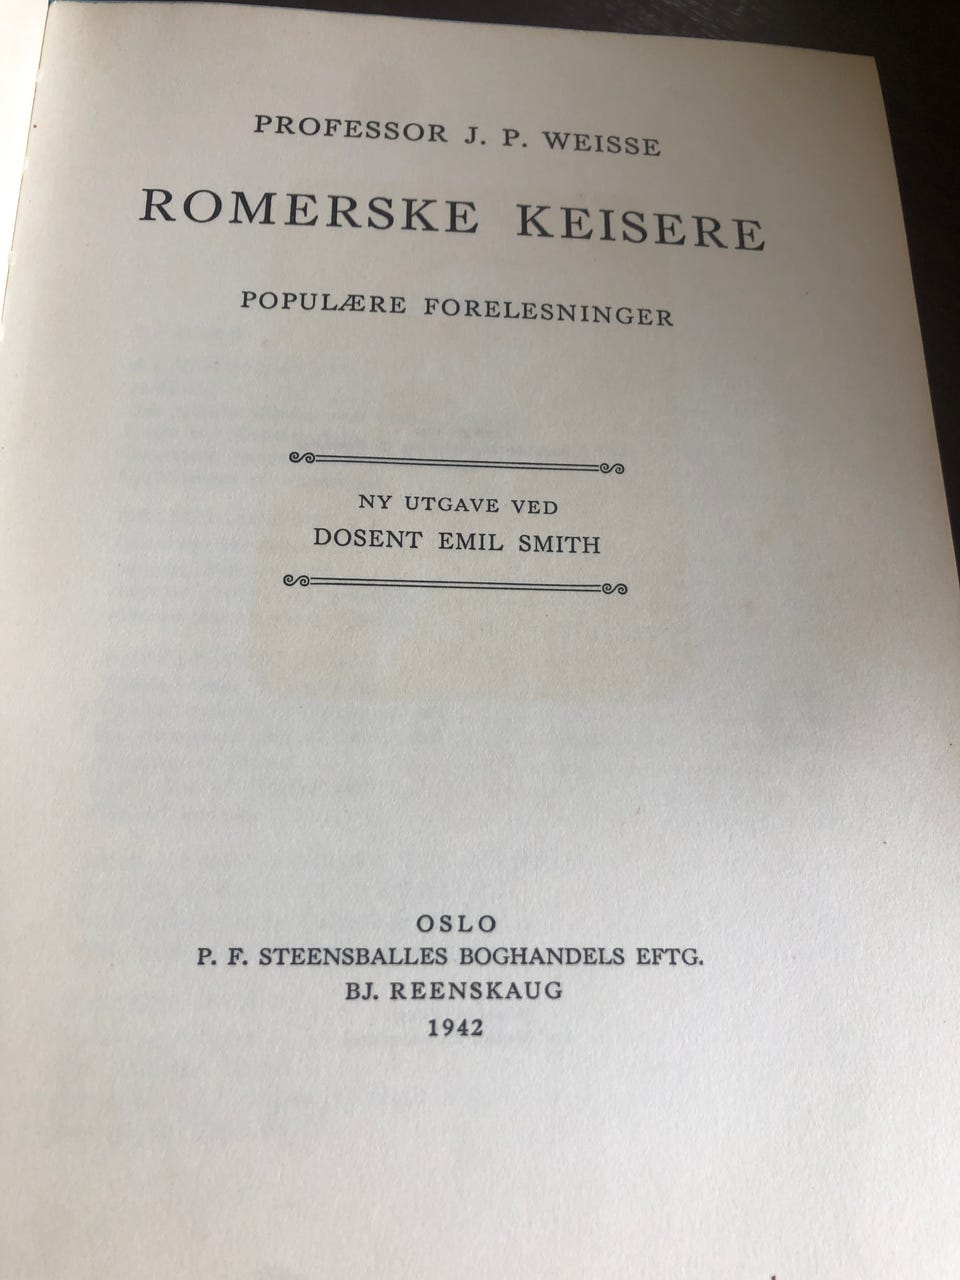 PROFESSOR J. P. WEISSE
ROMERSKE KEISERE
POPULÆRE FORELESNINGER
NY UTGAVE VED
DOSENT EMIL SMITH
OSLO
P. F. STEENSBALLES BOGHANDELS EFTG.
BJ. REENSKAUG
1942